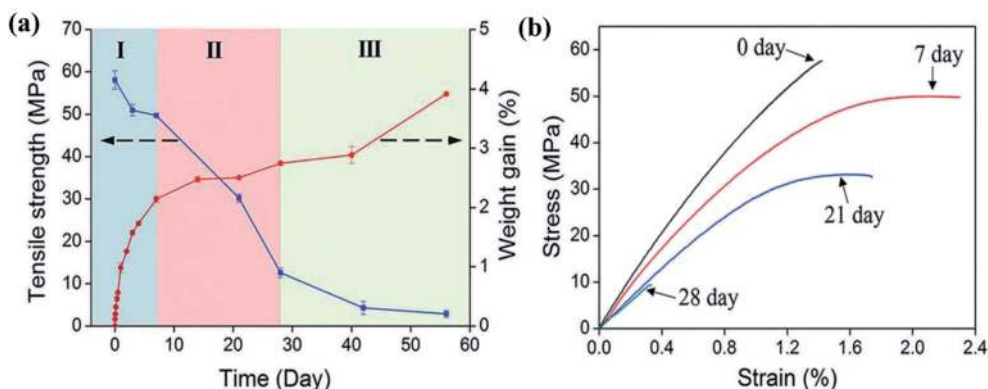 (a)
I II III
70
60
50
40
30
20
10
0
Tensile strength (MPa)
5
4
3
2
1
0
Weight gain (%)
0 10 20 30 40 50 60
Time (Day)
(b)
60
50
40
30
20
10
0
Stress (MPa)
0 day
7 day
21 day
28 day
0.0 0.4 0.8 1.2 1.6 2.0 2.4
Strain (%)